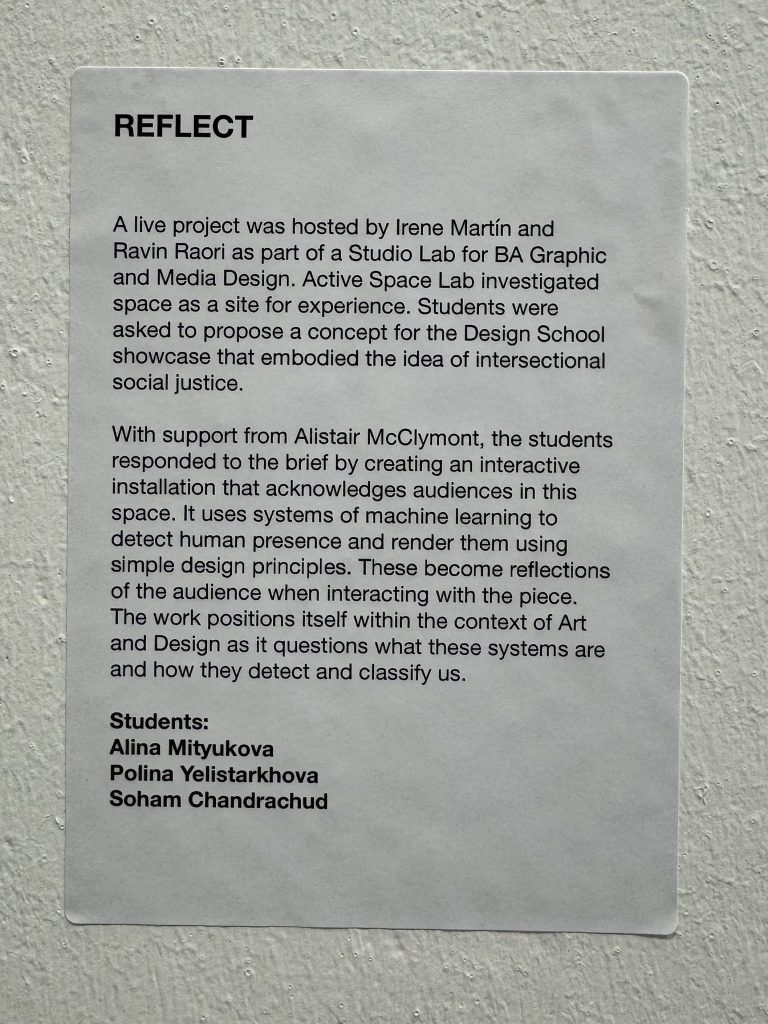 REFLECT
A live project was hosted by Irene Martín and
Ravin Raori as part of a Studio Lab for BA Graphic
and Media Design. Active Space Lab investigated
space as a site for experience. Students were
asked to propose a concept for the Design School
showcase that embodied the idea of intersectional
social justice.
With support from Alistair McClymont, the students
responded to the brief by creating an interactive
installation that acknowledges audiences in this
space. It uses systems of machine learning to
detect human presence and render them using
simple design principles. These become reflections
of the audience when interacting with the piece.
The work positions itself within the context of Art
and Design as it questions what these systems are
and how they detect and classify us.
Students:
Alina Mityukova
Polina Yelistarkhova
Soham Chandrachud